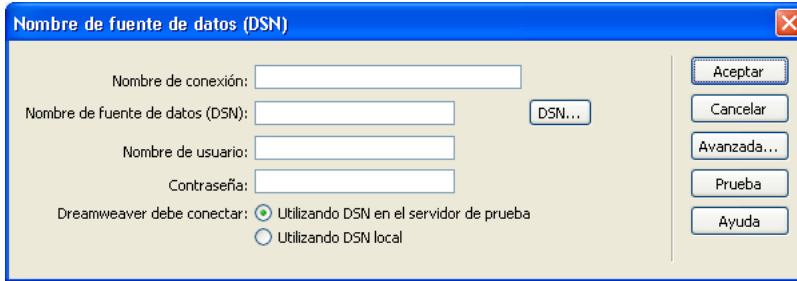 Nombre de fuente de datos (DSN)
Nombre de conexión:
Nombre de fuente de datos (DSN):
DSN...
Nombre de usuario:
Contraseña:
Dreamweaver debe conectar:
Utilizando DSN en el servidor de prueba
Utilizando DSN local
Aceptar
Cancelar
Avanzada...
Prueba
Ayuda